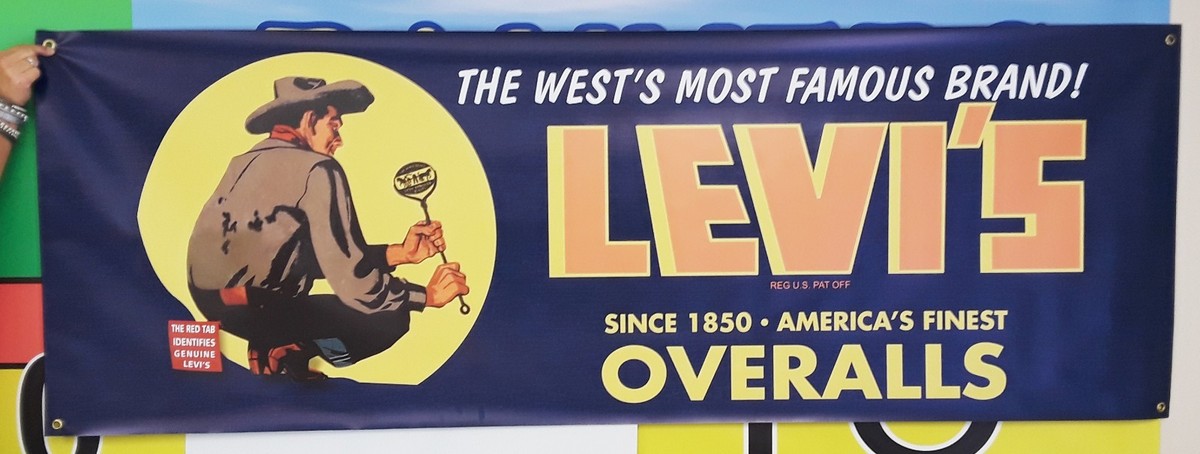 THE WEST'S MOST FAMOUS BRAND!
LEVI'S
REG U.S. PAT OFF
SINCE 1850 • AMERICA'S FINEST
OVERALLS
THE RED TAB
IDENTIFIES
GENUINE
LEVI'S